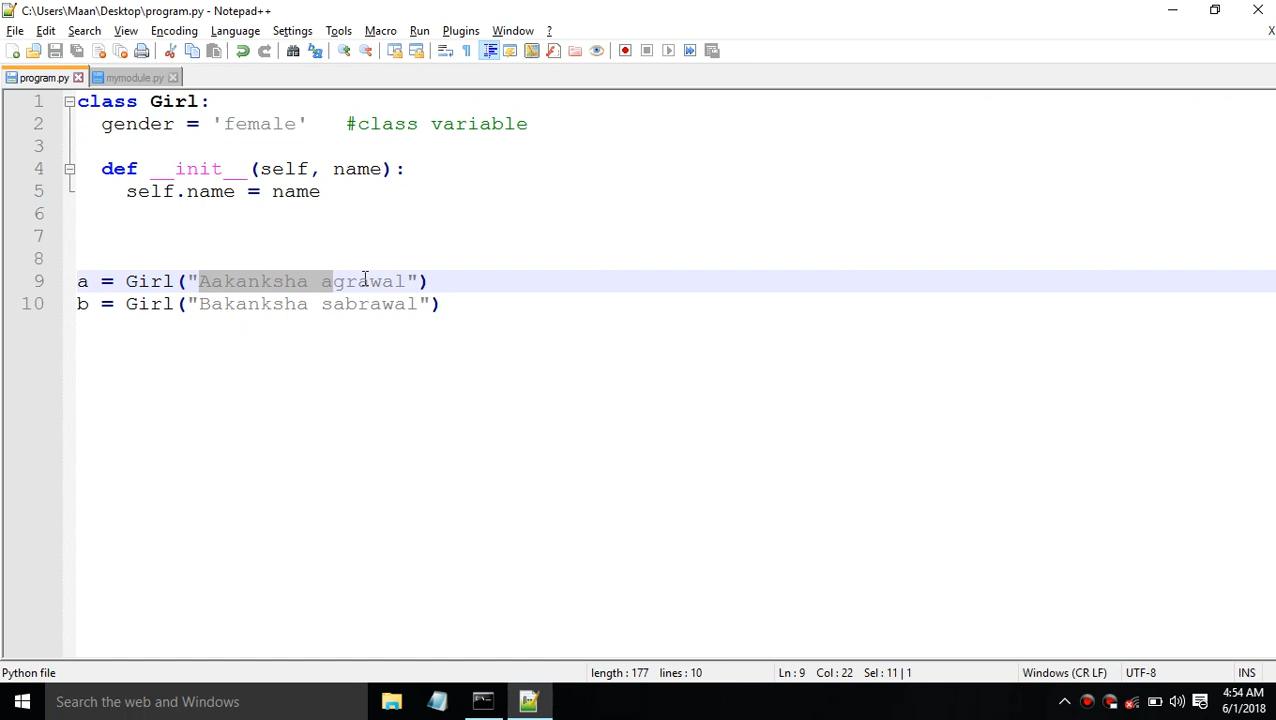 C:\Users\Maan\Desktop\program.py - Notepad++
File Edit Search View Encoding Language Settings Tools Macro Run Plugins Window ?
X
program.py mymodule.py
1 class Girl:
2 gender = 'female' #class variable
3
4 def __init__(self, name):
5 self.name = name
6
7
8
9 a = Girl("Aakanksha agrawal")
10 b = Girl("Bakanksha sabrawal")
Python file length : 177 lines : 10 Ln : 9 Col : 22 Sel : 11 | 1 Windows (CR LF) UTF-8 INS
Search the web and Windows
4:54 AM
6/1/2018